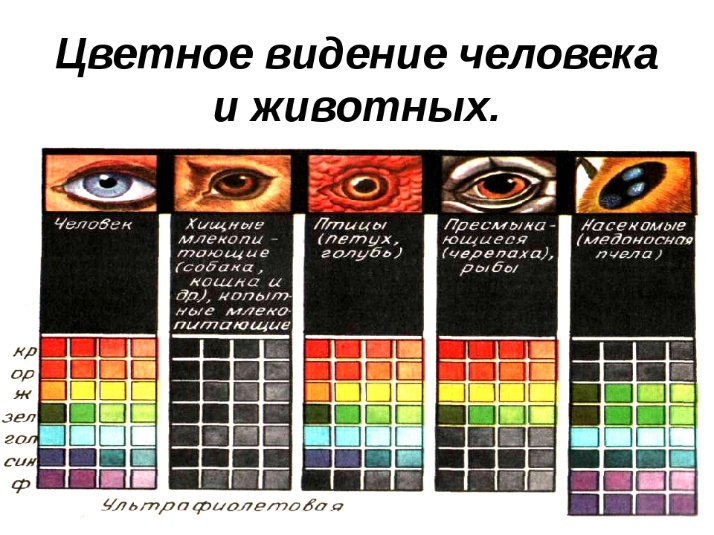 Цветное видение человека
и животных.
Человек
Хищные
млекопи-
тающие
(собака,
кошка и
др.), копыт-
ные млеко-
питающие
Птицы
(петух,
голубь)
Пресмыка-
ющиеся
(черепаха),
рыбы
Насекомые
(медоносная
пчела)
кр
ор
ж
зел
гол
син
ф
Ультрафиолетовая